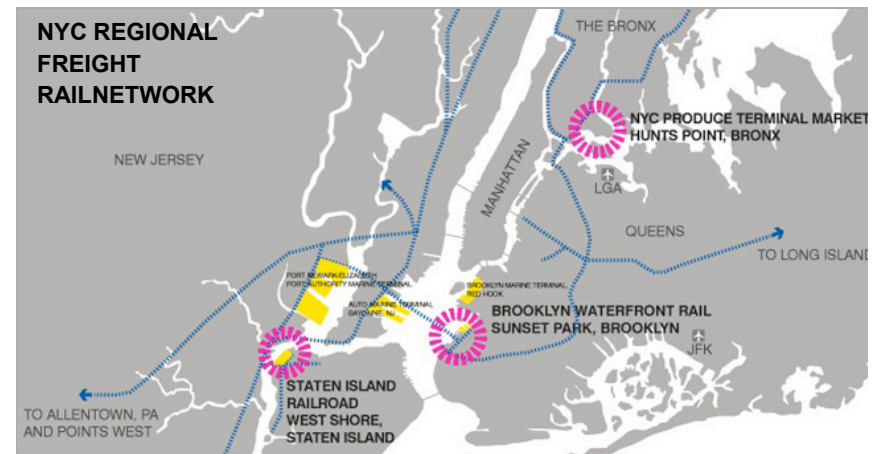 NYC REGIONAL
FREIGHT
RAILNETWORK
THE BRONX
NYC PRODUCE TERMINAL MARKET
HUNTS POINT, BRONX
NEW JERSEY
MANHATTAN
LGA
QUEENS
TO LONG ISLAND
PORT NEWARK-ELIZABETH
PORT AUTHORITY MARINE TERMINAL
BROOKLYN MARINE TERMINAL,
RED HOOK
AUTO MARINE TERMINAL
BAYONNE, NJ
BROOKLYN WATERFRONT RAIL
SUNSET PARK, BROOKLYN
JFK
STATEN ISLAND
RAILROAD
WEST SHORE,
STATEN ISLAND
TO ALLENTOWN, PA
AND POINTS WEST